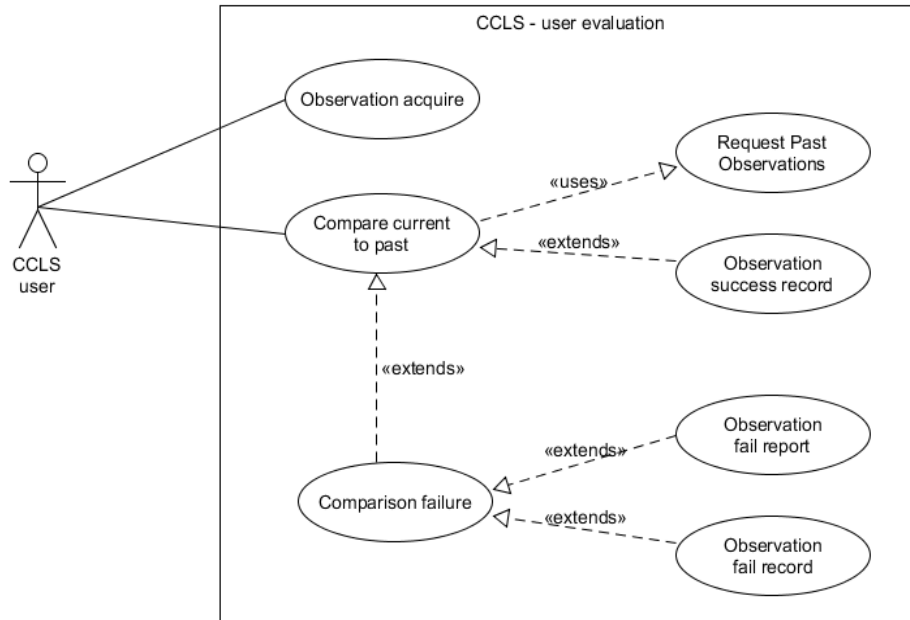 CCLS - user evaluation
Observation acquire
Request Past
Observations
«uses»
CCLS
user
Compare current
to past
«extends»
Observation
success record
«extends»
Observation
fail report
«extends»
Comparison failure
«extends»
Observation
fail record